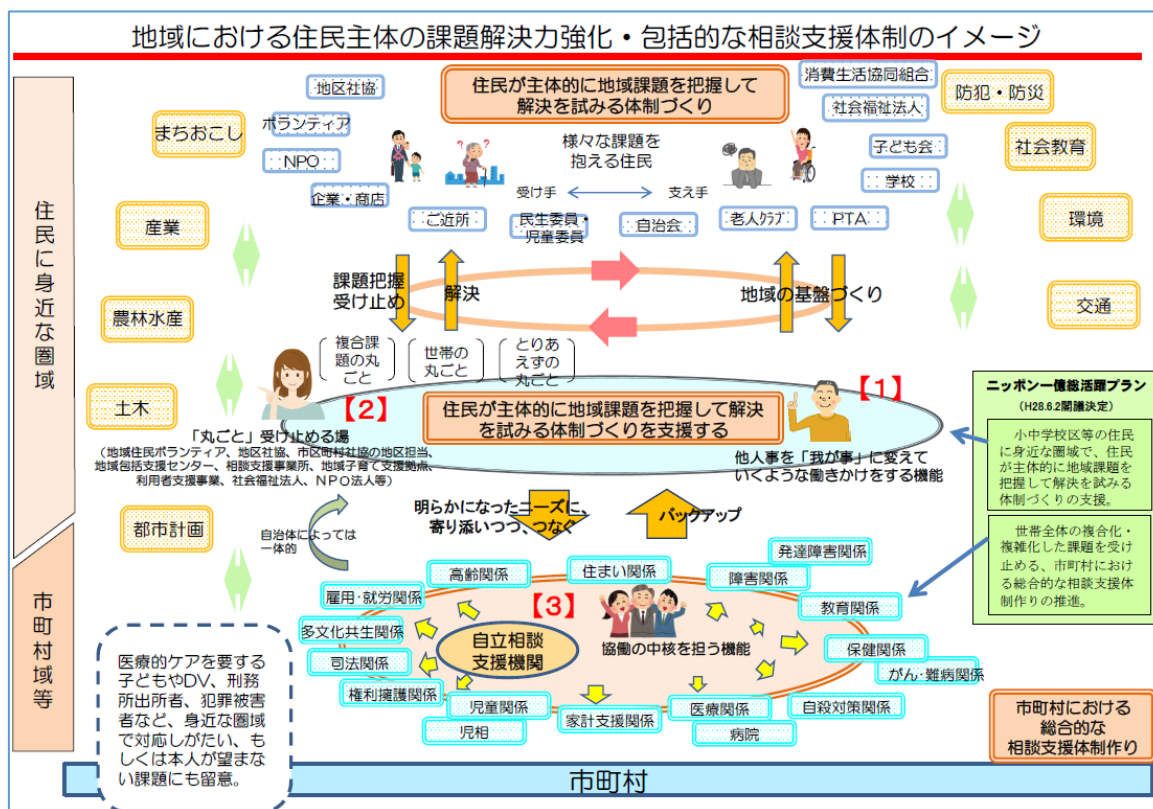 地域における住民主体の課題解決力強化・包括的な相談支援体制のイメージ
住民に身近な圏域
市町村域等
まちおこし
産業
農林水産
土木
都市計画
地区社協
ボランティア
NPO
企業・商店
ご近所
民生委員・
児童委員
自治会
老人クラブ
PTA
住民が主体的に地域課題を把握して
解決を試みる体制づくり
様々な課題を
抱える住民
受け手
支え手
消費生活協同組合
社会福祉法人
子ども会
学校
防犯・防災
社会教育
環境
交通
課題把握
受け止め
解決
地域の基盤づくり
複合課
題の丸
ごと
世帯の
丸ごと
とりあ
えずの
丸ごと
【2】
【1】
住民が主体的に地域課題を把握して解決
を試みる体制づくりを支援する
「丸ごと」受け止める場
(地域住民ボランティア、地区社協、市区町村社協の地区担当、
地域包括支援センター、相談支援事業所、地域子育て支援拠点、
利用者支援事業、社会福祉法人、NPO法人等)
他人事を「我が事」に変えて
いくような働きかけをする機能
ニッポン一億総活躍プラン
(H28.6.2閣議決定)
小中学校区等の住民
に身近な圏域で、住民
が主体的に地域課題を
把握して解決を試みる
体制づくりの支援。
世帯全体の複合化・
複雑化した課題を受け
止める、市町村におけ
る総合的な相談支援体
制作りの推進。
明らかになったニーズに、
寄り添いつつ、つなぐ
バックアップ
自治体によっては
一体的
【3】
自立相談
支援機関
協働の中核を担う機能
高齢関係
住まい関係
障害関係
発達障害関係
雇用・就労関係
教育関係
多文化共生関係
保健関係
司法関係
がん・難病関係
権利擁護関係
児童関係
児相
家計支援関係
医療関係
病院
自殺対策関係
医療的ケアを要する
子どもやDV、刑務
所出所者、犯罪被害
者など、身近な圏域
で対応しがたい、も
しくは本人が望まな
い課題にも留意。
市町村における
総合的な
相談支援体制作り
市町村